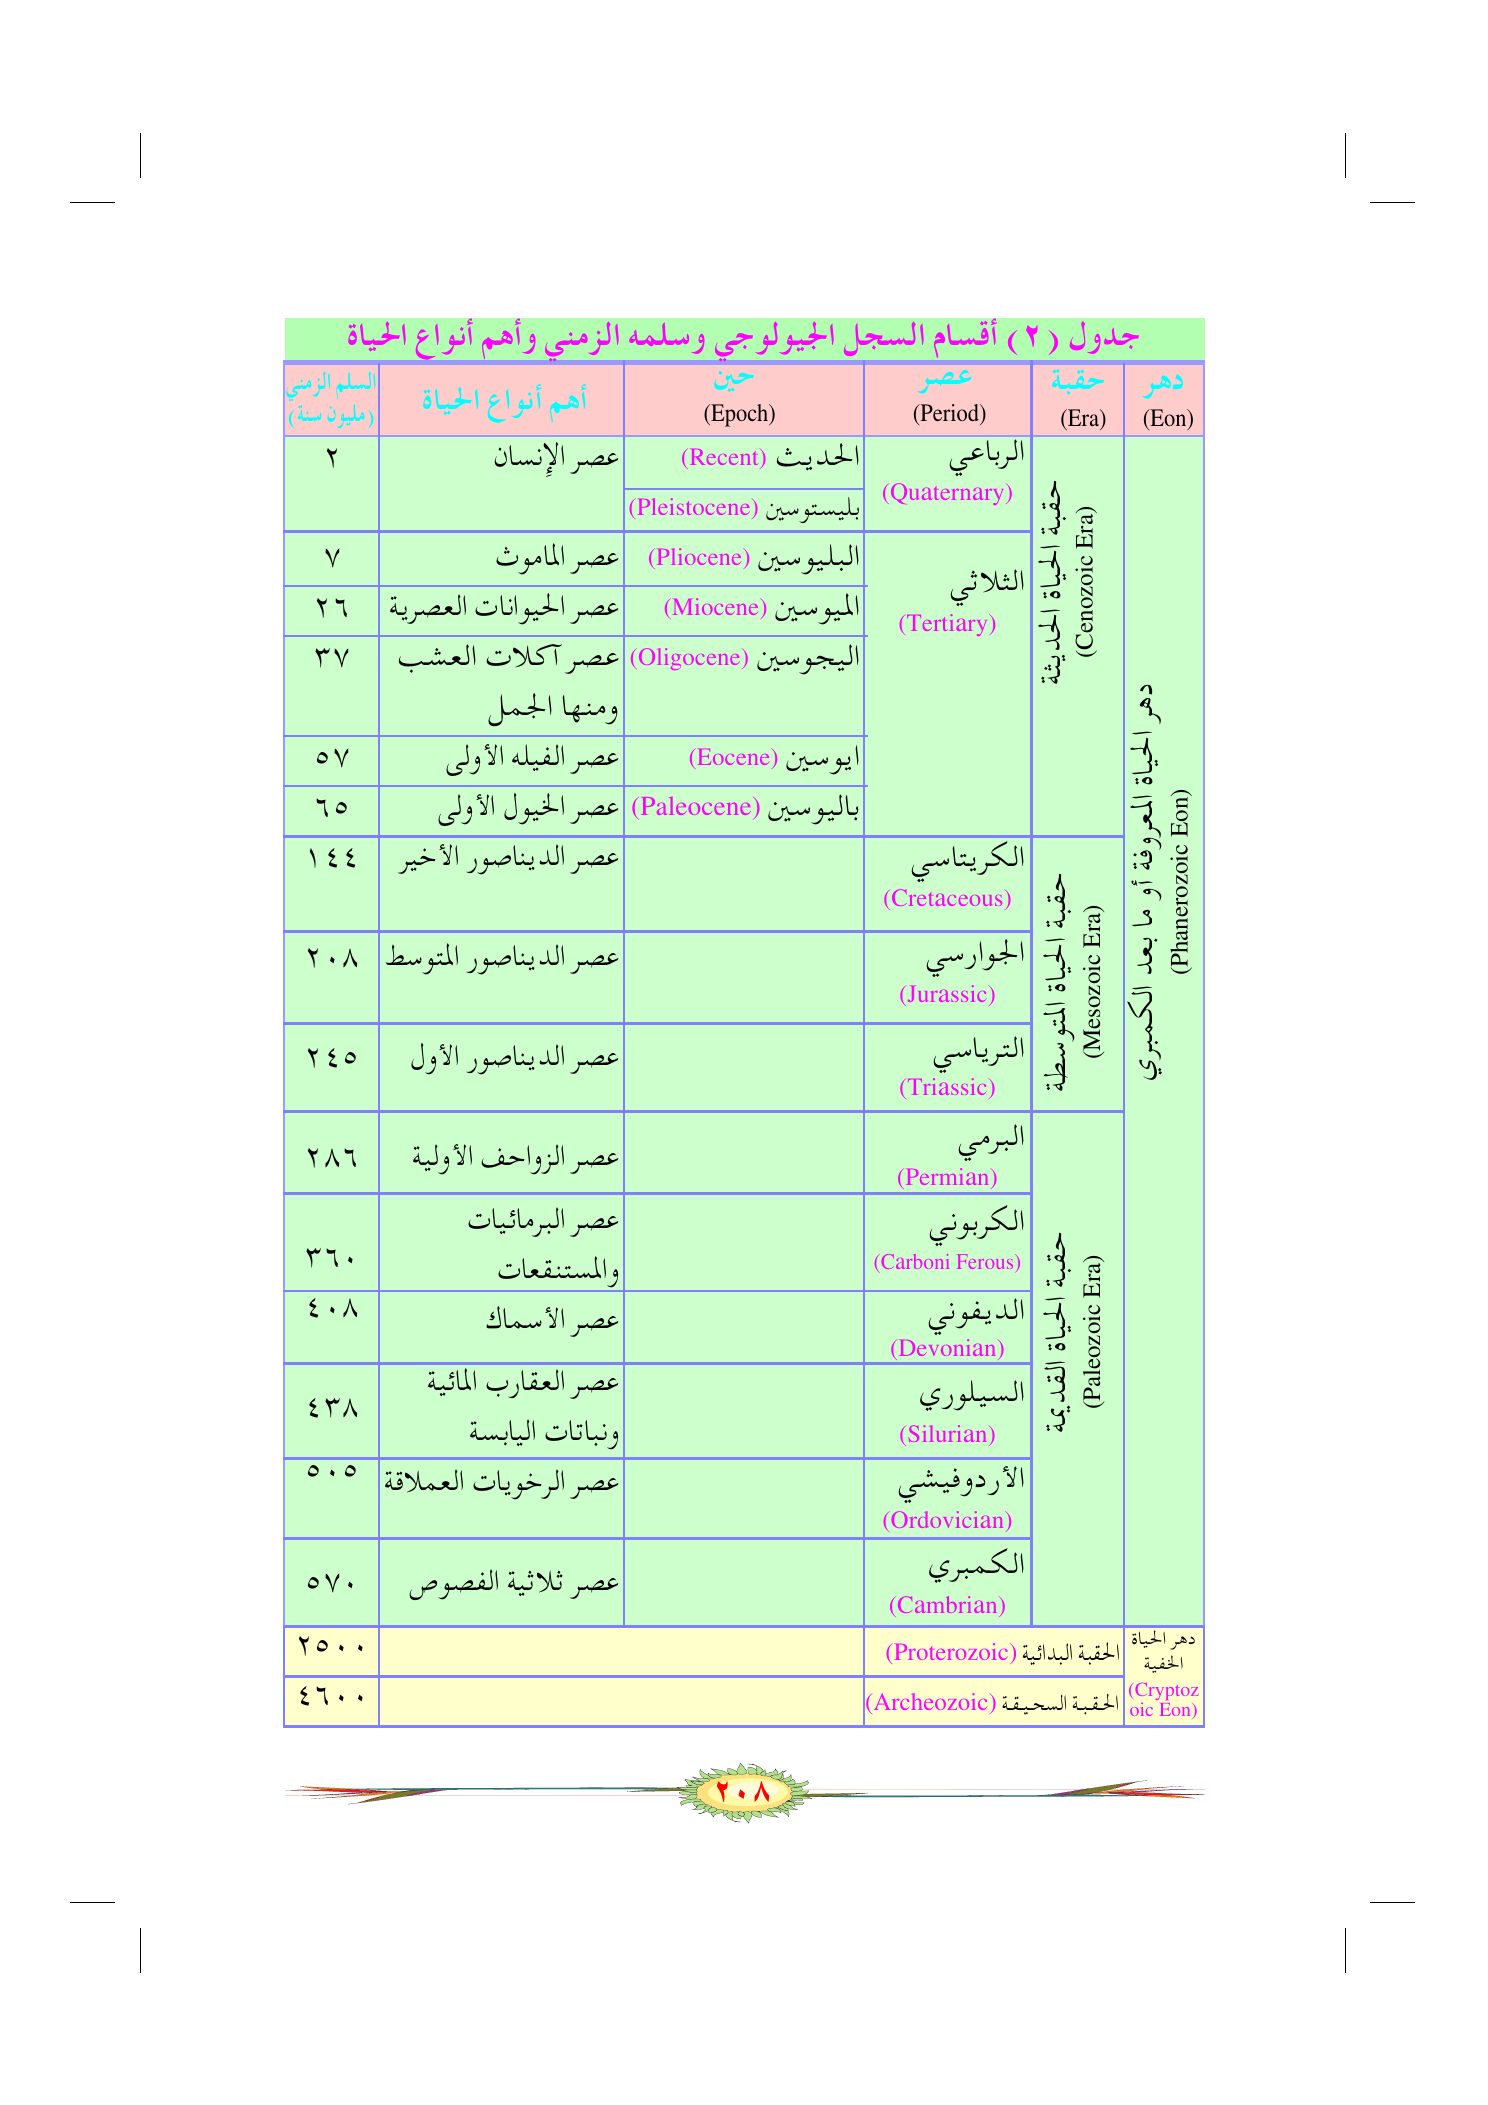 جدول (٢) أقسام السجل الجيولوجي وسلمه الزمني وأهم أنواع الحياة
دهر
(Eon)
حقبة
(Era)
عصر
(Period)
حين
(Epoch)
أهم أنواع الحياة
السلم الزمني
(مليون سنة)
دهر الحياة المعروفة أو ما بعد الكمبري
(Phanerozoic Eon)
حقبة الحياة الحديثة
(Cenozoic Era)
الرباعي
(Quaternary)
الحديث (Recent)
عصر الإنسان
٢
بليستوسين (Pleistocene)
الثلاثي
(Tertiary)
البليوسين (Pliocene)
عصر الماموث
٧
الميوسين (Miocene)
عصر الحيوانات العصرية
٢٦
اليجوسين (Oligocene)
عصر آكلات العشب
ومنها الجمل
٣٧
ايوسين (Eocene)
عصر الفيله الأولى
٥٧
باليوسين (Paleocene)
عصر الخيول الأولى
٦٥
حقبة الحياة المتوسطة
(Mesozoic Era)
الكريتاسي
(Cretaceous)
عصر الديناصور الأخير
١٤٤
الجوارسي
(Jurassic)
عصر الديناصور المتوسط
٢٠٨
الترياسي
(Triassic)
عصر الديناصور الأول
٢٤٥
حقبة الحياة القديمة
(Paleozoic Era)
البرمي
(Permian)
عصر الزواحف الأولية
٢٨٦
الكربوني
(Carboni Ferous)
عصر البرمائيات
والمستنقعات
٣٦٠
الديفوني
(Devonian)
عصر الأسماك
٤٠٨
السيلوري
(Silurian)
عصر العقارب المائية
ونباتات اليابسة
٤٣٨
الأردوفيشي
(Ordovician)
عصر الرخويات العملاقة
٥٠٥
الكمبري
(Cambrian)
عصر ثلاثية الفصوص
٥٧٠
دهر الحياة
الخفية
(Cryptoz
oic Eon)
الحقبة البدائية (Proterozoic)
٢٥٠٠
الحقبة السحيقة (Archeozoic)
٤٦٠٠
٢٠٨